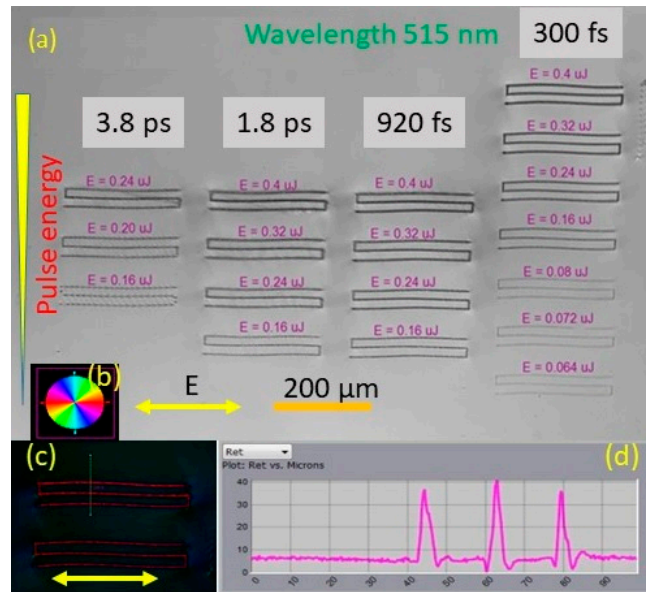 (a)
Wavelength 515 nm
300 fs
E = 0.4 uJ
3.8 ps
1.8 ps
920 fs
E = 0.32 uJ
Pulse energy
E = 0.24 uJ
E = 0.4 uJ
E = 0.4 uJ
E = 0.24 uJ
E = 0.20 uJ
E = 0.32 uJ
E = 0.32 uJ
E = 0.16 uJ
E = 0.16 uJ
E = 0.24 uJ
E = 0.24 uJ
E = 0.08 uJ
E = 0.16 uJ
E = 0.16 uJ
E = 0.072 uJ
E = 0.064 uJ
(b)
E
200 μm
(c)
Ret
(d)
Plot: Ret vs. Microns
40
30
20
10
0
0 10 20 30 40 50 60 70 80 90